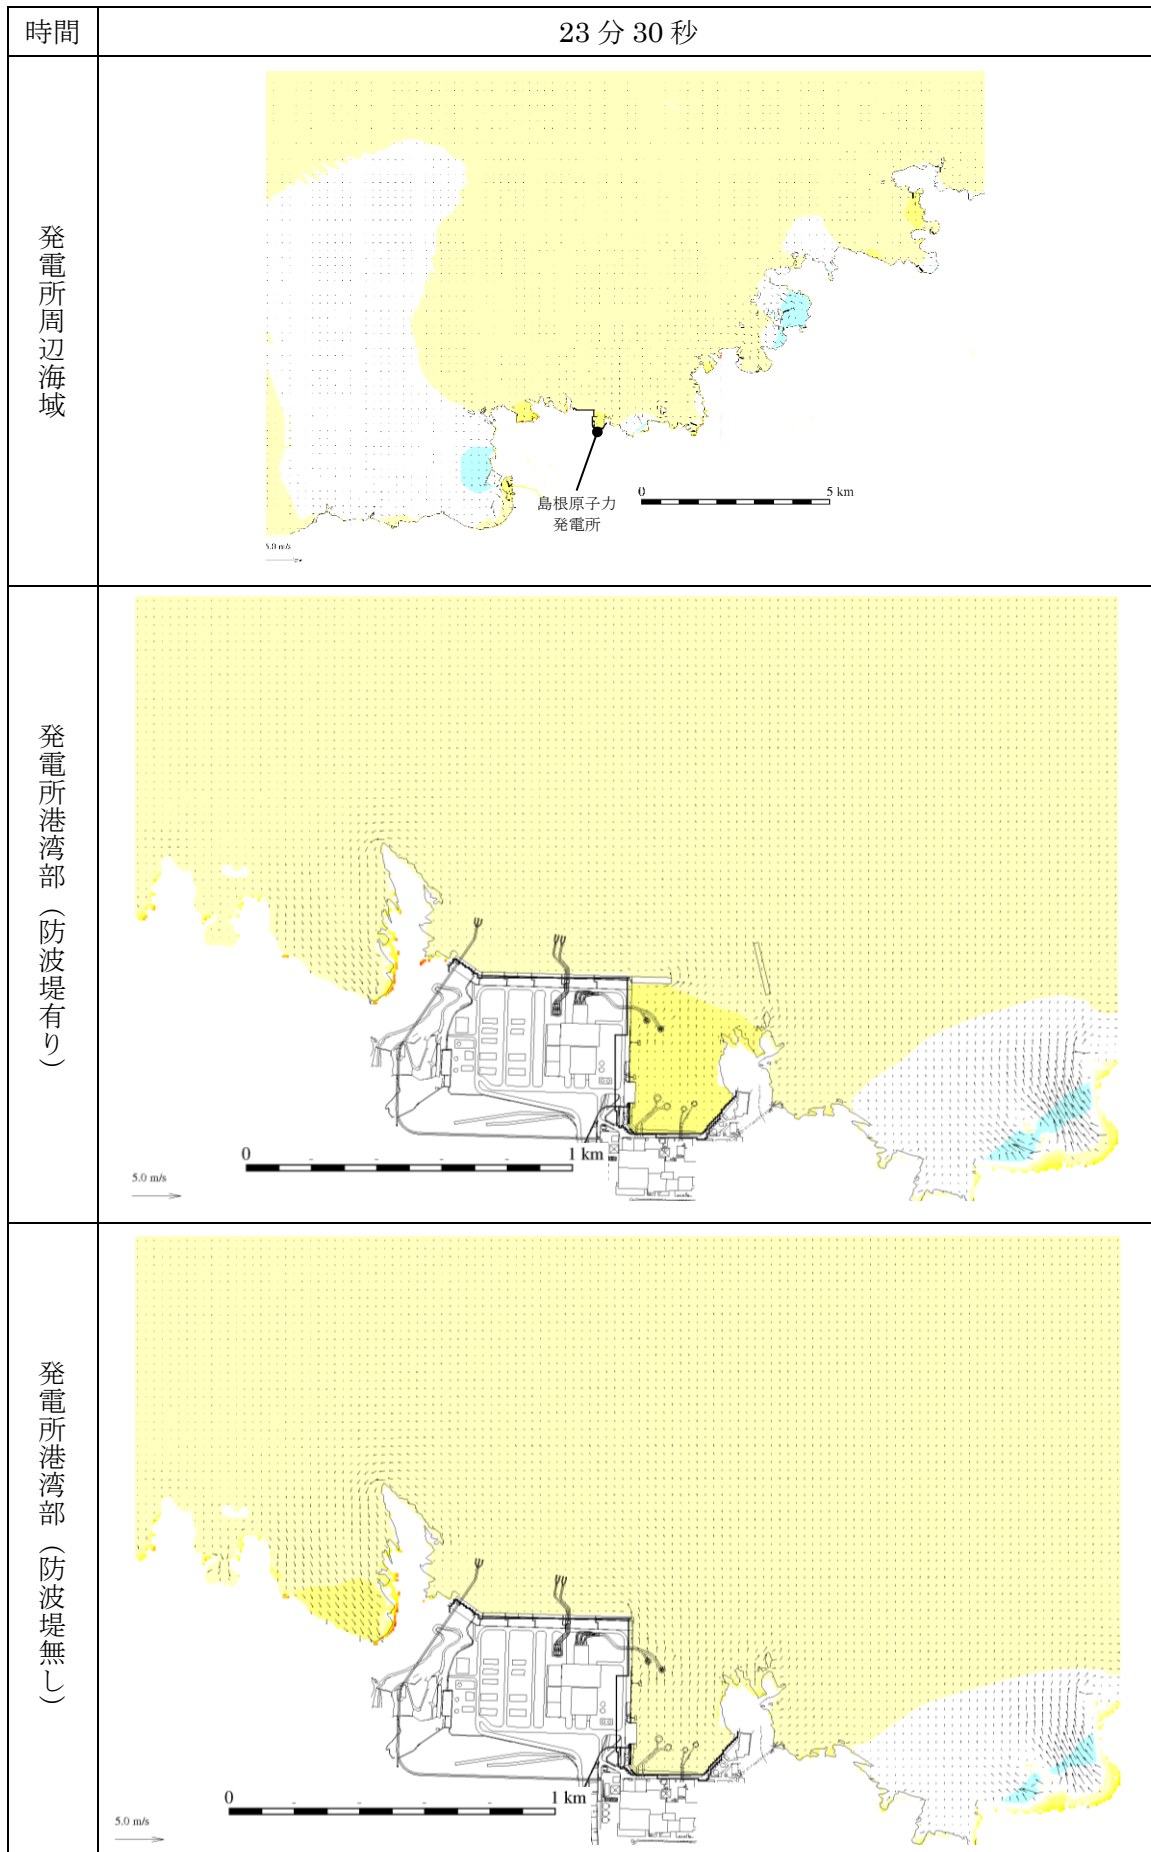 時間
23分30秒
発電所周辺海域
島根原子力
発電所
0
5 km
5.0 m/s
発電所港湾部（防波堤有り）
0
1 km
5.0 m/s
発電所港湾部（防波堤無し）
0
1 km
5.0 m/s